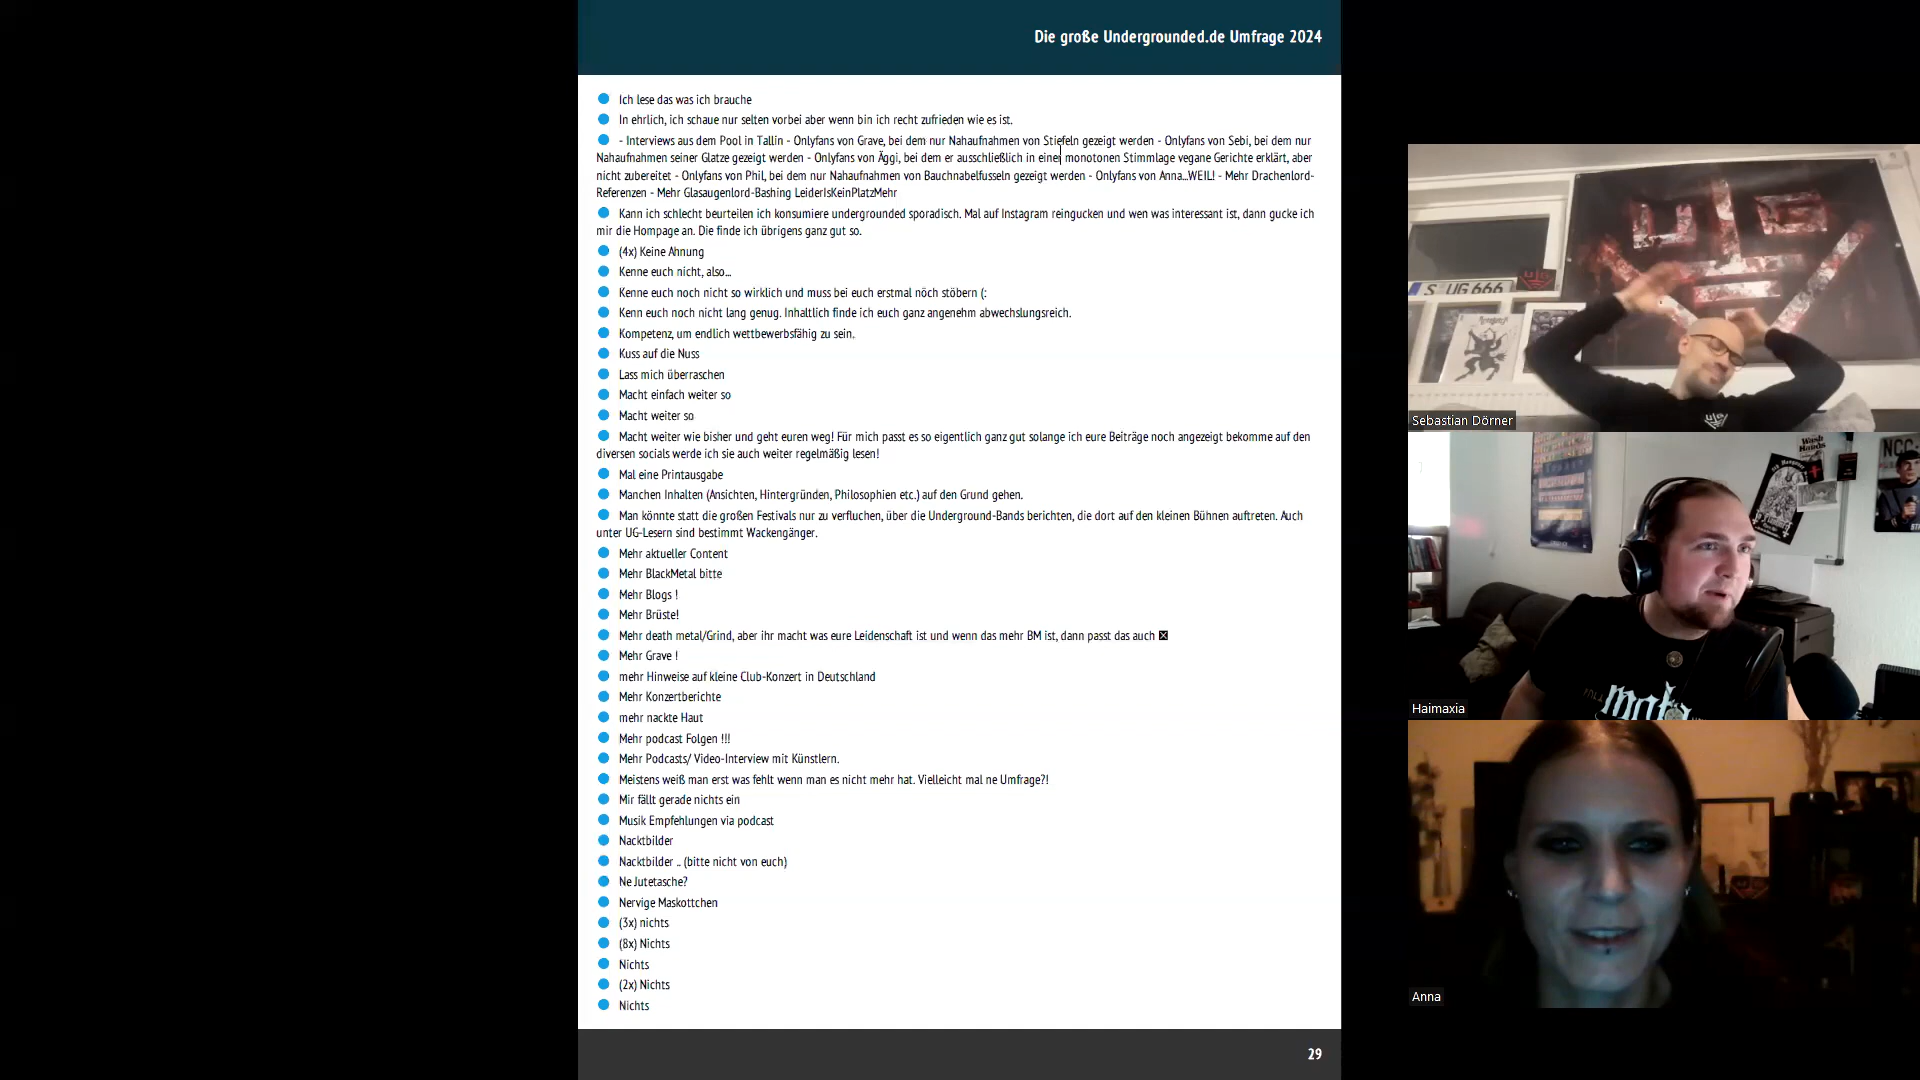 Die große Undergrounded.de Umfrage 2024
Ich lese das was ich brauche
In ehrlich, ich schaue nur selten vorbei aber wenn bin ich recht zufrieden wie es ist.
- Interviews aus dem Pool in Tallin - Onlyfans von Grave, bei dem nur Nahaufnahmen von Stiefeln gezeigt werden - Onlyfans von Sebi, bei dem nur
Nahaufnahmen seiner Glatze gezeigt werden - Onlyfans von Äggi, bei dem er ausschließlich in einer monotonen Stimmlage vegane Gerichte erklärt, aber
nicht zubereitet - Onlyfans von Phil, bei dem nur Nahaufnahmen von Bauchnabelfusseln gezeigt werden - Onlyfans von Anna...WEIL! - Mehr Drachenlord-
Referenzen - Mehr Glasaugenlord-Bashing LeiderIsKeinPlatzMehr
Kann ich schlecht beurteilen ich konsumiere undergrounded sporadisch. Mal auf Instagram reingucken und wen was interessant ist, dann gucke ich
mir die Hompage an. Die finde ich übrigens ganz gut so.
(4x) Keine Ahnung
Kenne euch nicht, also...
Kenne euch noch nicht so wirklich und muss bei euch erstmal nöch stöbern (:
Kenn euch noch nicht lang genug. Inhaltlich finde ich euch ganz angenehm abwechslungsreich.
Kompetenz, um endlich wettbewerbsfähig zu sein.
Kuss auf die Nuss
Lass mich überraschen
Macht einfach weiter so
Macht weiter so
Macht weiter wie bisher und geht euren weg! Für mich passt es so eigentlich ganz gut solange ich eure Beiträge noch angezeigt bekomme auf den
diversen socials werde ich sie auch weiter regelmäßig lesen!
Mal eine Printausgabe
Manchen Inhalten (Ansichten, Hintergründen, Philosophien etc.) auf den Grund gehen.
Man könnte statt die großen Festivals nur zu verfluchen, über die Underground-Bands berichten, die dort auf den kleinen Bühnen auftreten. Auch
unter UG-Lesern sind bestimmt Wackengänger.
Mehr aktueller Content
Mehr BlackMetal bitte
Mehr Blogs !
Mehr Brüste!
Mehr death metal/Grind, aber ihr macht was eure Leidenschaft ist und wenn das mehr BM ist, dann passt das auch
Mehr Grave !
mehr Hinweise auf kleine Club-Konzert in Deutschland
Mehr Konzertberichte
mehr nackte Haut
Mehr podcast Folgen !!!
Mehr Podcasts/ Video-Interview mit Künstlern.
Meistens weiß man erst was fehlt wenn man es nicht mehr hat. Vielleicht mal ne Umfrage?!
Mir fällt gerade nichts ein
Musik Empfehlungen via podcast
Nacktbilder
Nacktbilder .. (bitte nicht von euch)
Ne Jutetasche?
Nervige Maskottchen
(3x) nichts
(8x) Nichts
Nichts
(2x) Nichts
Nichts
29
S UG 666
Sebastian Dörner
Wash
Hands
NCC-
Haimaxia
Anna